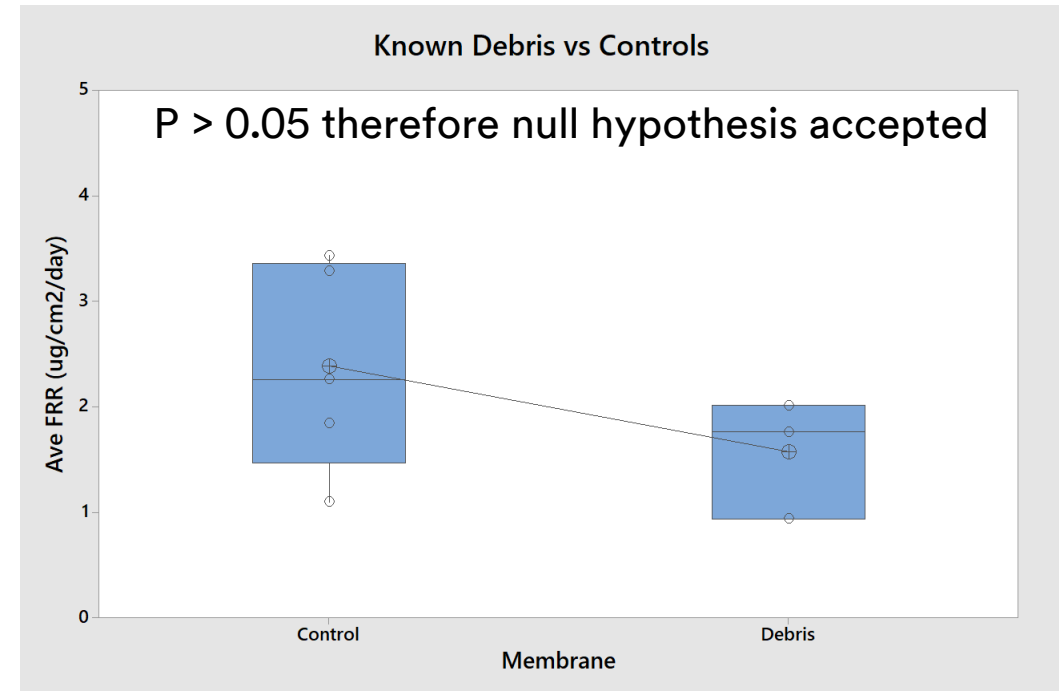 Known Debris vs Controls
P > 0.05 therefore null hypothesis accepted
5
4
3
2
1
0
Ave FRR (ug/cm2/day)
Control
Debris
Membrane